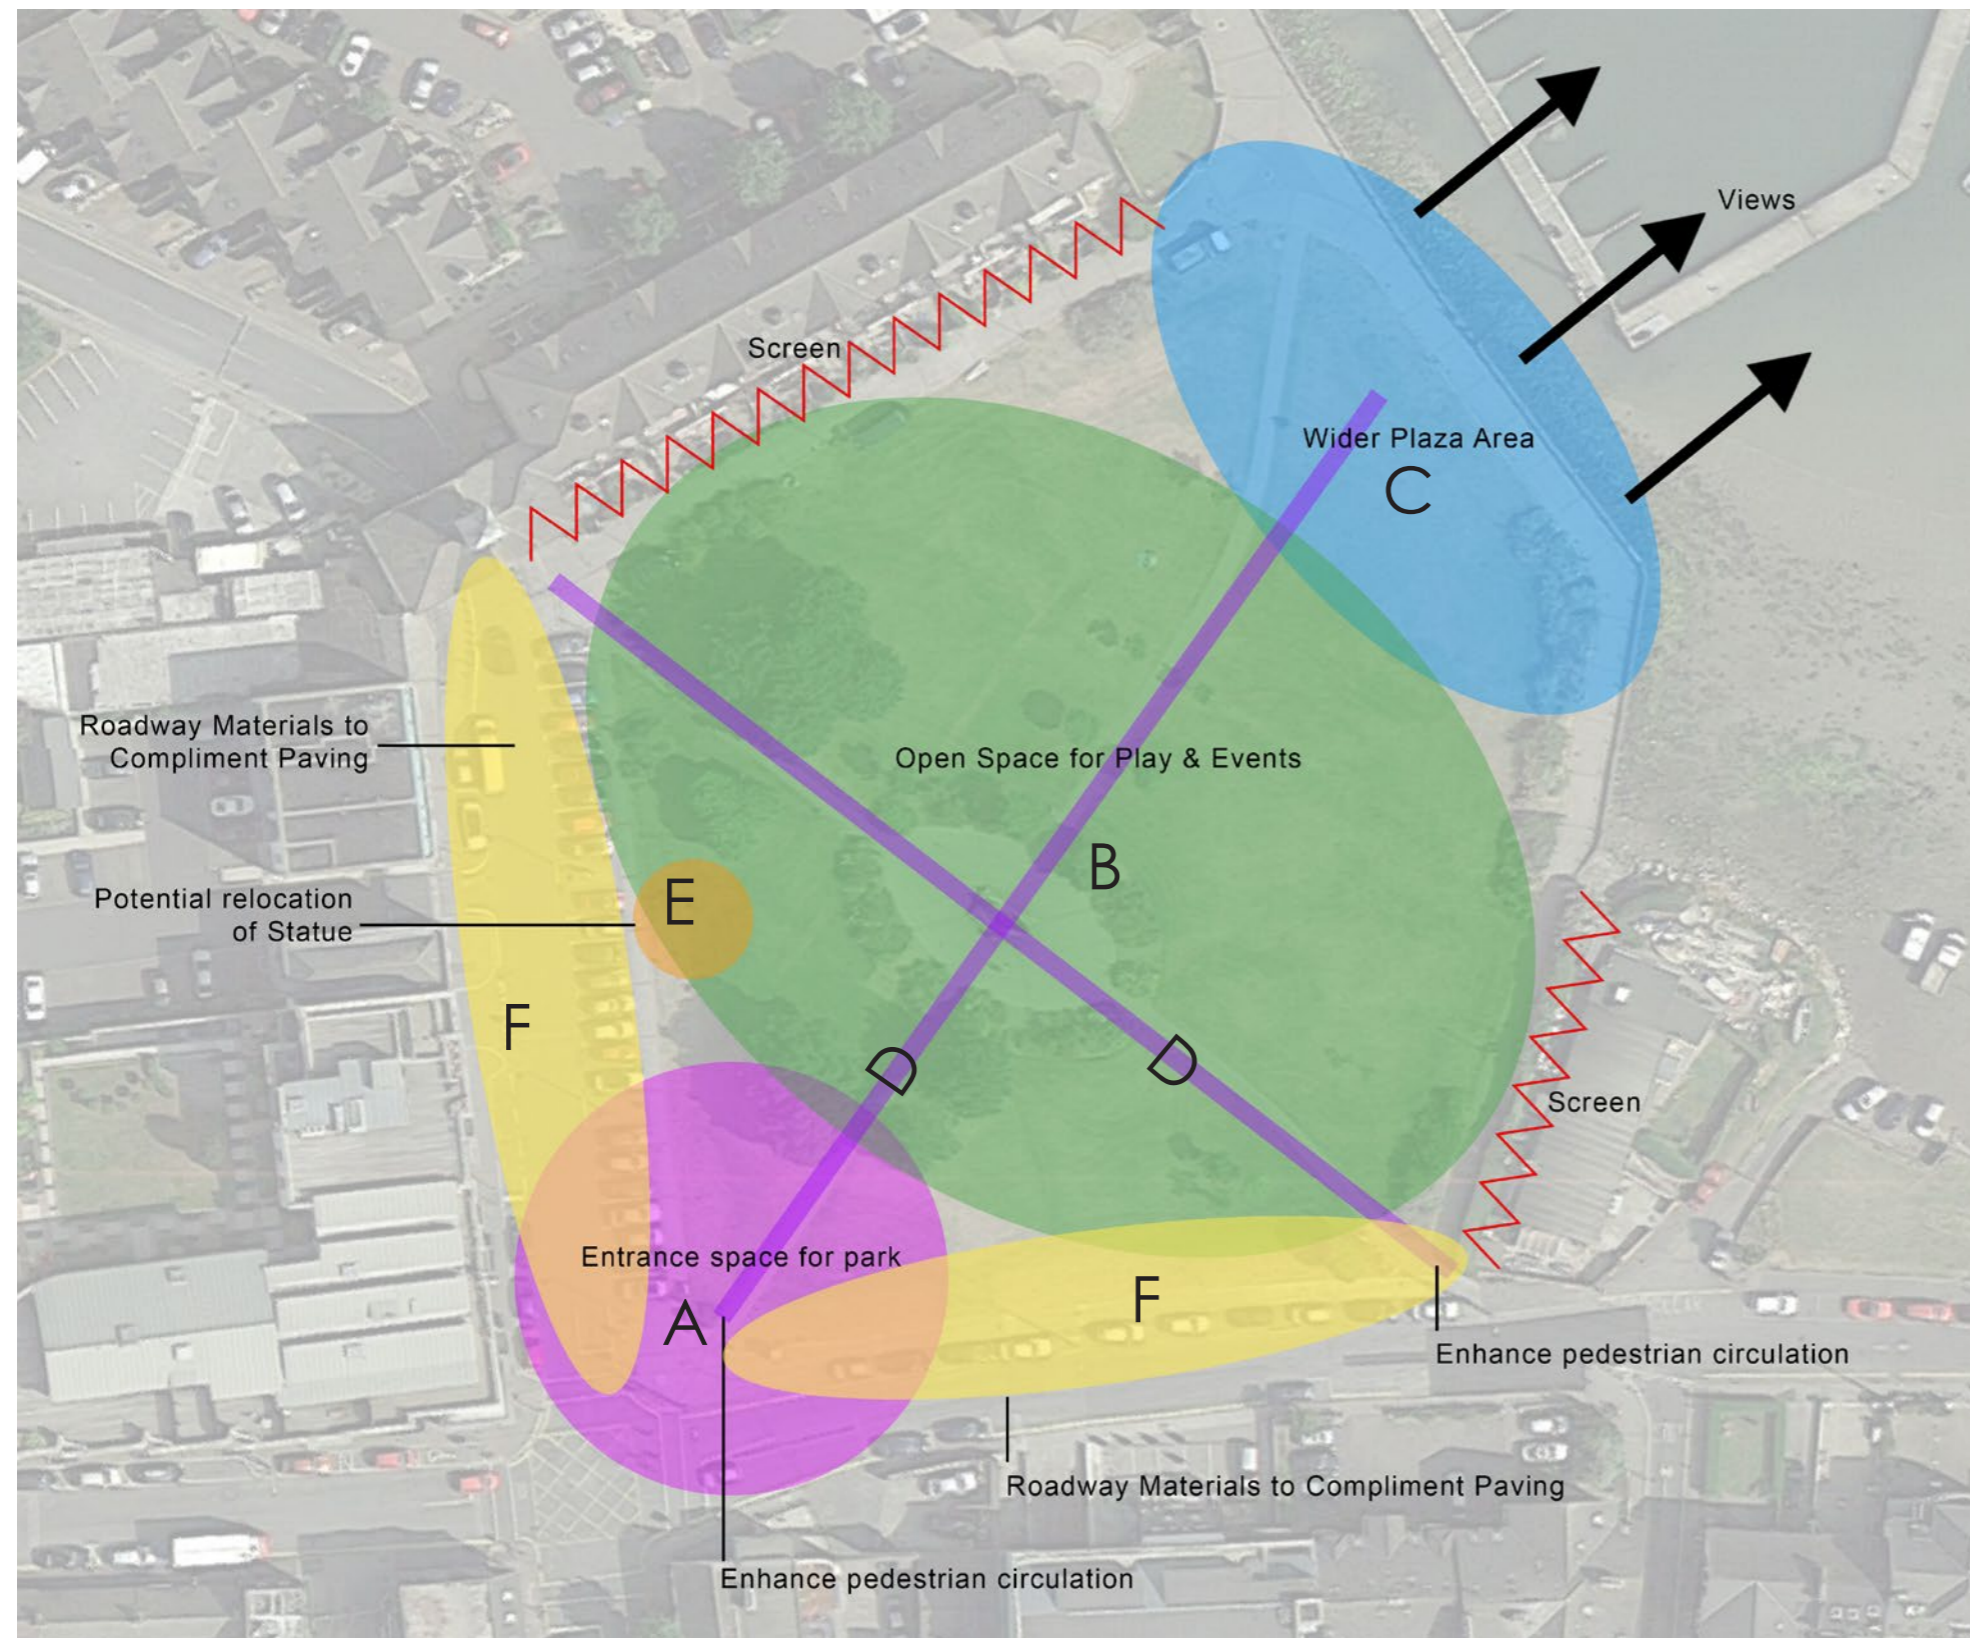 Views
Screen
Wider Plaza Area
C
Roadway Materials to
Compliment Paving
Open Space for Play & Events
B
Potential relocation
of Statue
E
F
D
D
Screen
Entrance space for park
A
F
Enhance pedestrian circulation
Roadway Materials to Compliment Paving
Enhance pedestrian circulation